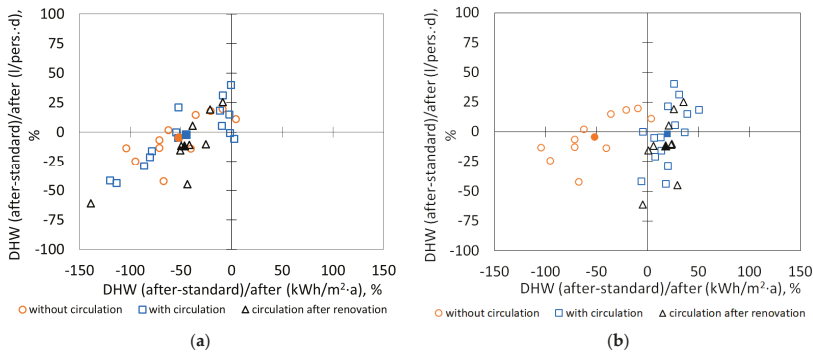 (a)
DHW (after-standard)/after (l/pers.·d)
%
100
75
50
25
0
-25
-50
-75
-100
-150 -100 -50 0 50 100 150
DHW (after-standard)/after (kWh/m²·a), %
without circulation with circulation circulation after renovation
(a)
(b)
DHW (after-standard)/after (l/pers.·d)
%
100
75
50
25
0
-25
-50
-75
-100
-150 -100 -50 0 50 100 150
DHW (after-standard)/after (kWh/m²·a), %
without circulation with circulation circulation after renovation
(b)